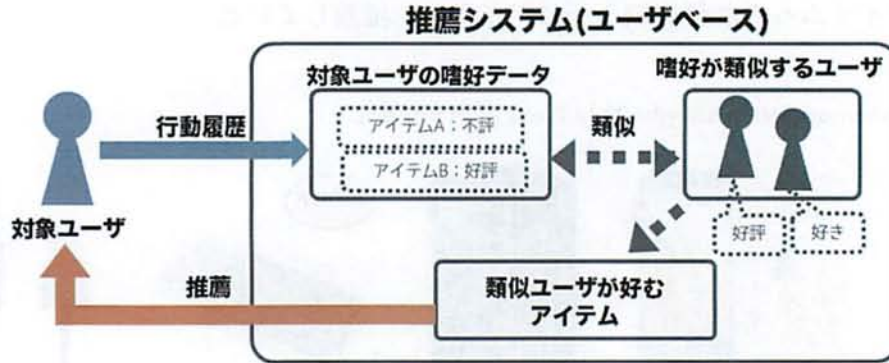 推薦システム(ユーザベース)
対象ユーザの嗜好データ
嗜好が類似するユーザ
行動履歴
アイテムA：不評
アイテムB：好評
類似
対象ユーザ
好評
好き
推薦
類似ユーザが好む
アイテム